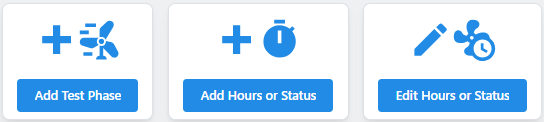 Add Test Phase
Add Hours or Status
Edit Hours or Status